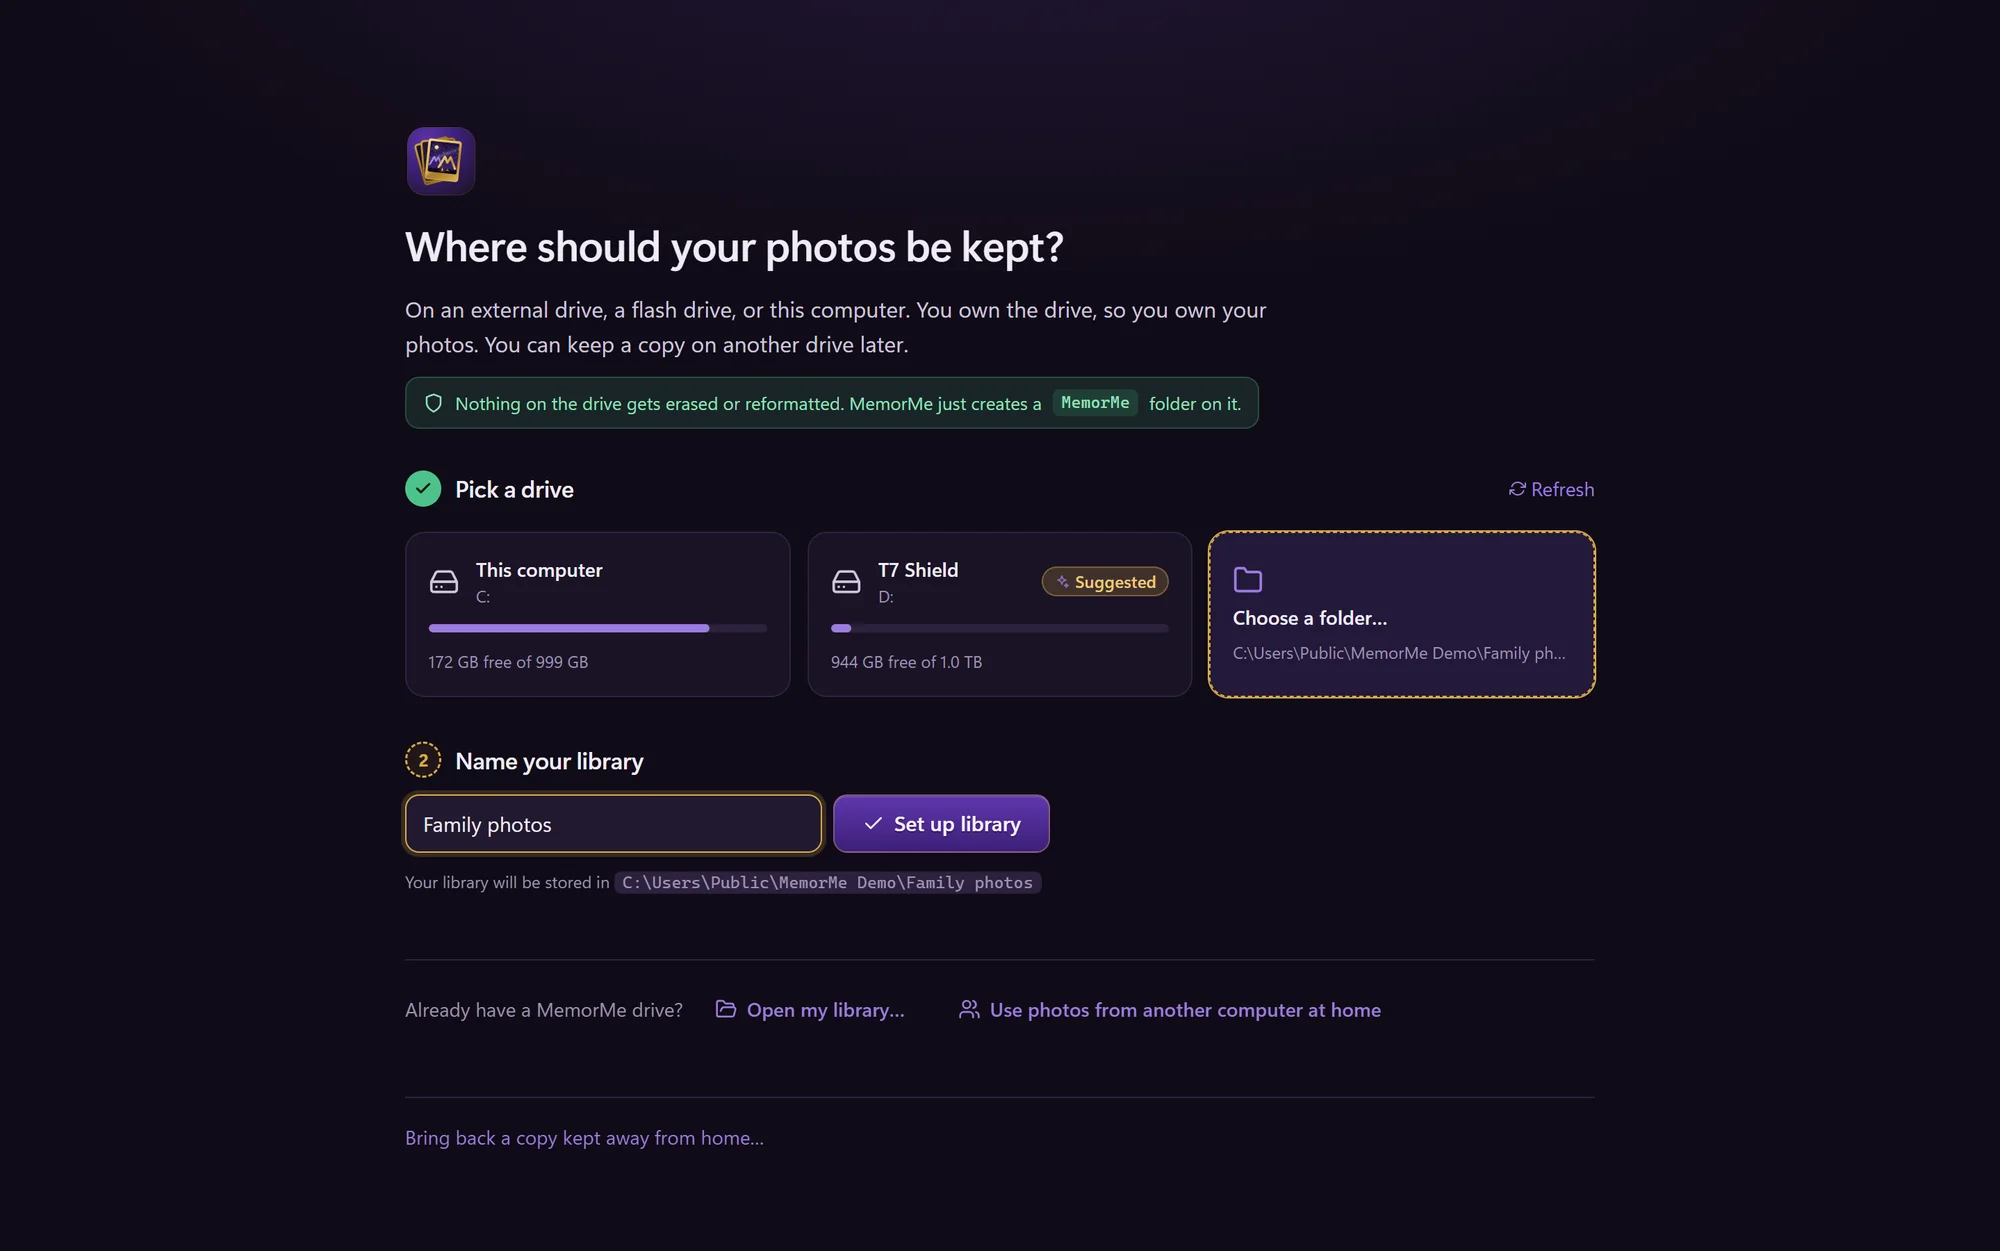 Where should your photos be kept?
On an external drive, a flash drive, or this computer. You own the drive, so you own your
photos. You can keep a copy on another drive later.
Nothing on the drive gets erased or reformatted. MemorMe just creates a MemorMe folder on it.
Pick a drive
Refresh
This computer
C:
172 GB free of 999 GB
T7 Shield
D:
Suggested
944 GB free of 1.0 TB
Choose a folder...
C:\Users\Public\MemorMe Demo\Family ph...
2
Name your library
Family photos
Set up library
Your library will be stored in C:\Users\Public\MemorMe Demo\Family photos
Already have a MemorMe drive?
Open my library...
Use photos from another computer at home
Bring back a copy kept away from home...